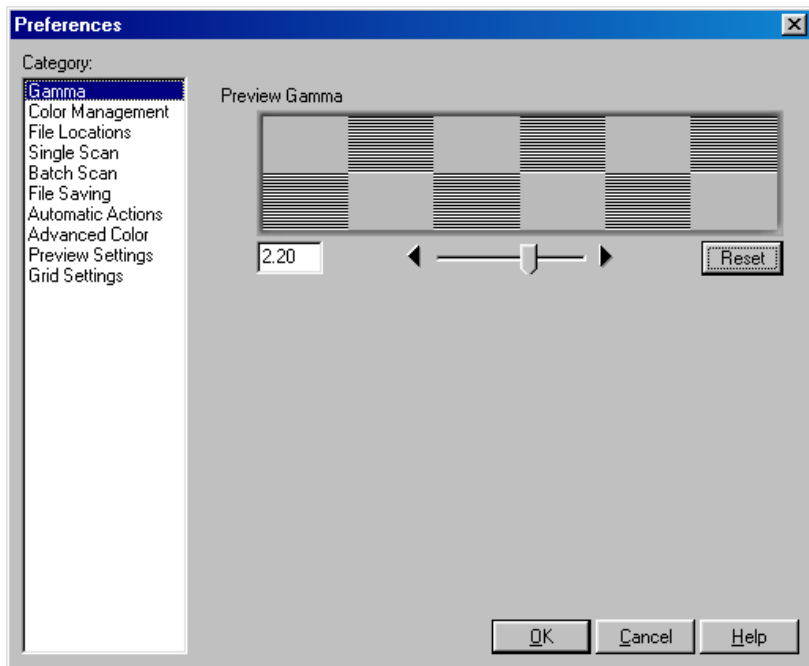 Preferences
Category:
Gamma
Color Management
File Locations
Single Scan
Batch Scan
File Saving
Automatic Actions
Advanced Color
Preview Settings
Grid Settings
Preview Gamma
2.20
Reset
OK Cancel Help